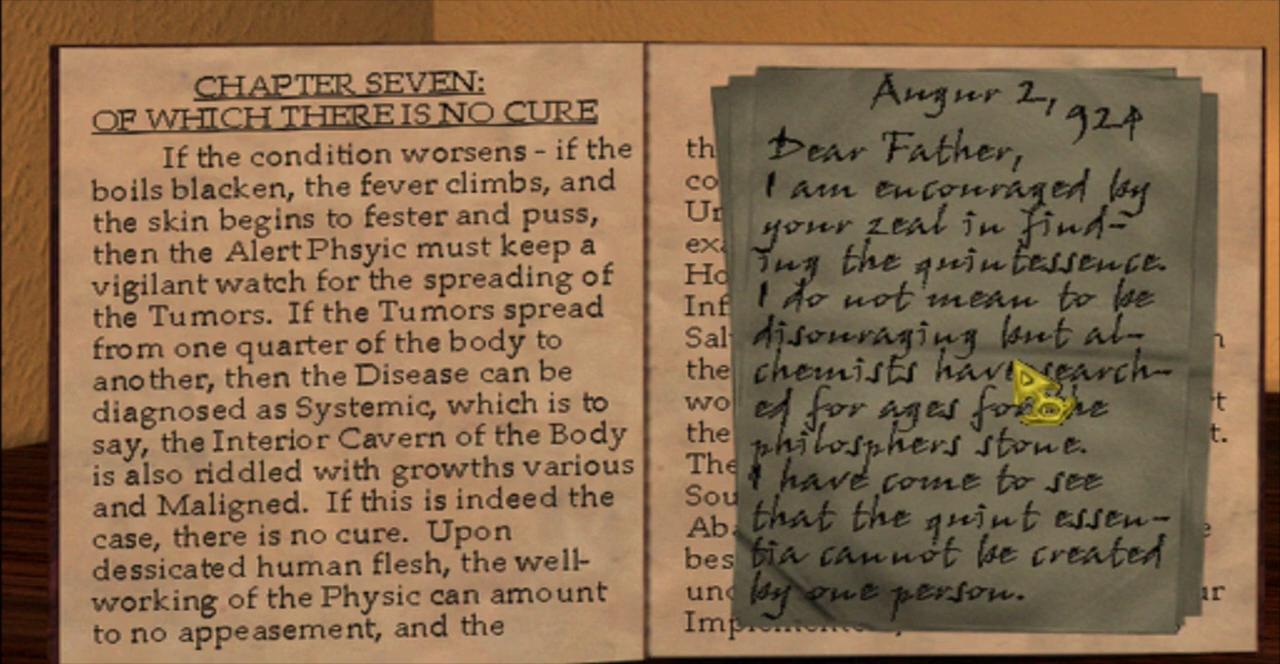 CHAPTER SEVEN:
OF WHICH THERE IS NO CURE
If the condition worsens - if the
boils blacken, the fever climbs, and
the skin begins to fester and puss,
then the Alert Phsyic must keep a
vigilant watch for the spreading of
the Tumors. If the Tumors spread
from one quarter of the body to
another, then the Disease can be
diagnosed as Systemic, which is to
say, the Interior Cavern of the Body
is also riddled with growths various
and Maligned. If this is indeed the
case, there is no cure. Upon
dessicated human flesh, the well-
working of the Physic can amount
to no appeasement, and the
Augur 2, 924
Dear Father,
I am encouraged by
your zeal in find-
ing the quintessence.
I do not mean to be
disouraging but al-
chemists have search-
ed for ages for the
philosphers stone.
I have come to see
that the quint essen-
tia cannot be created
by one person.